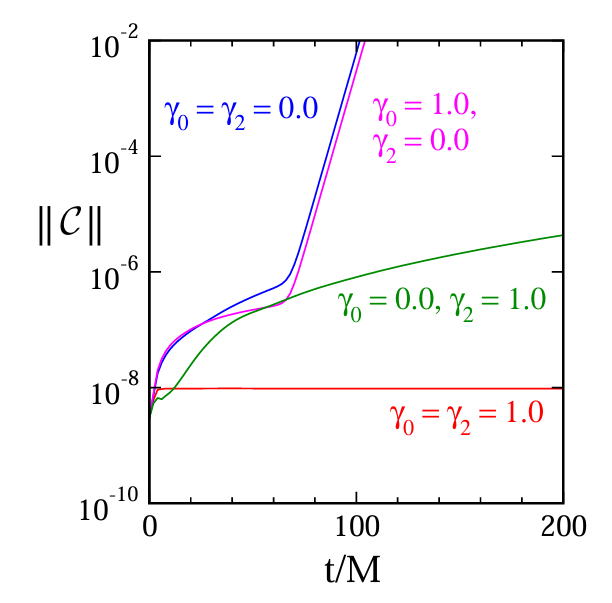 10⁻²
γ₀ = γ₂ = 0.0
γ₀ = 1.0,
γ₂ = 0.0
10⁻⁴
‖ 𝒞 ‖
10⁻⁶
γ₀ = 0.0, γ₂ = 1.0
10⁻⁸
γ₀ = γ₂ = 1.0
10⁻¹⁰
0 100 200
t/M